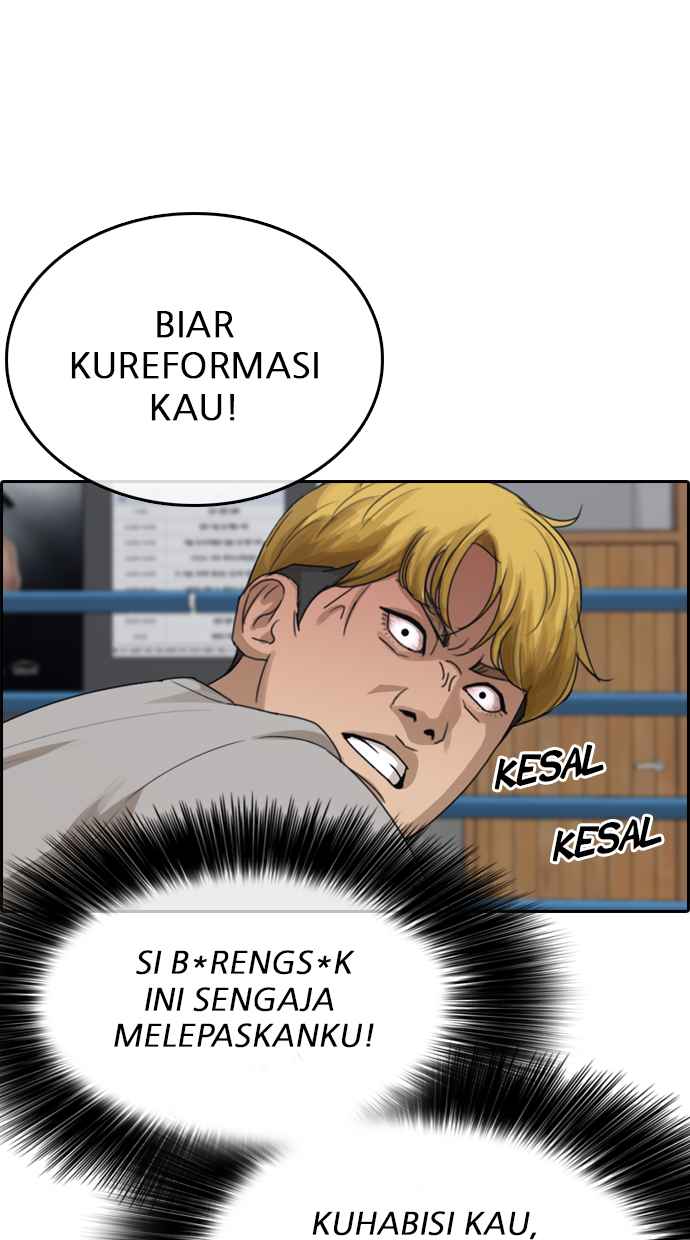 BIAR
KUREFORMASI
KAU!
KESAL
KESAL
SI B*RENGS*K
INI SENGAJA
MELEPASKANKU!
KUHABISI KAU,